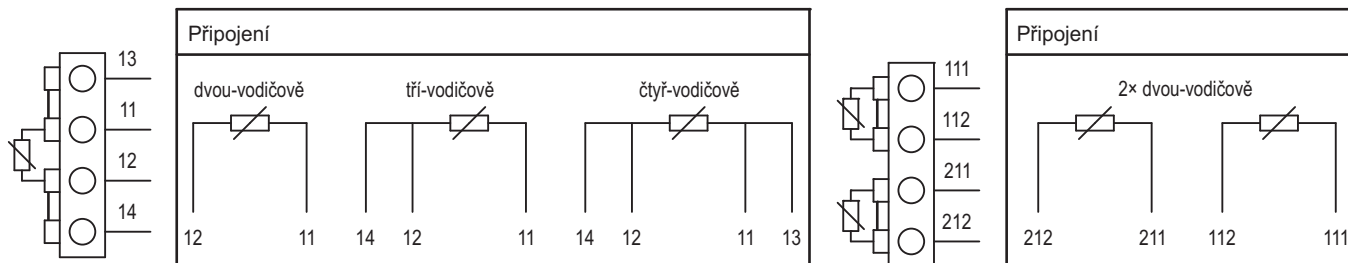 13
11
12
14
Připojení
dvou-vodičově
tří-vodičově
čtyř-vodičově
12 11 14 12 11 14 12 11 13
111
112
211
212
Připojení
2× dvou-vodičově
212 211 112 111